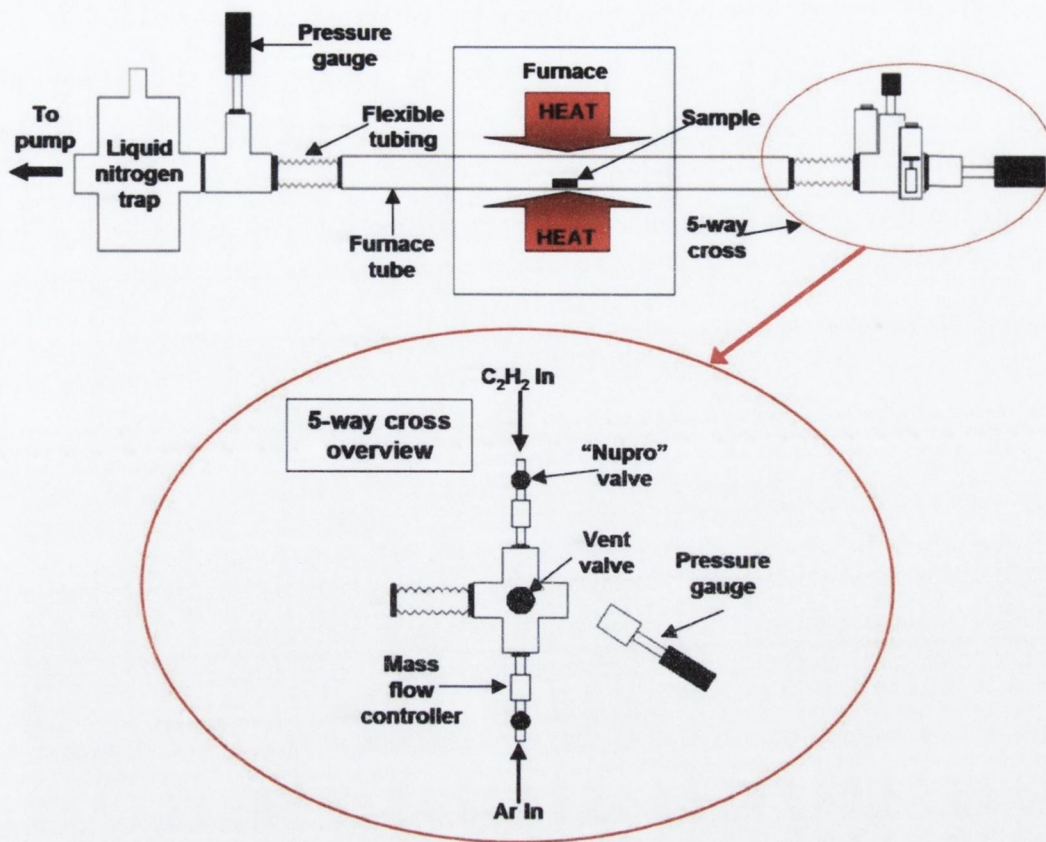 Pressure
gauge
Furnace
HEAT
Sample
To
pump
Liquid
nitrogen
trap
Flexible
tubing
Furnace
tube
HEAT
5-way
cross
C₂H₂ In
5-way cross
overview
“Nupro”
valve
Vent
valve
Pressure
gauge
Mass
flow
controller
Ar In